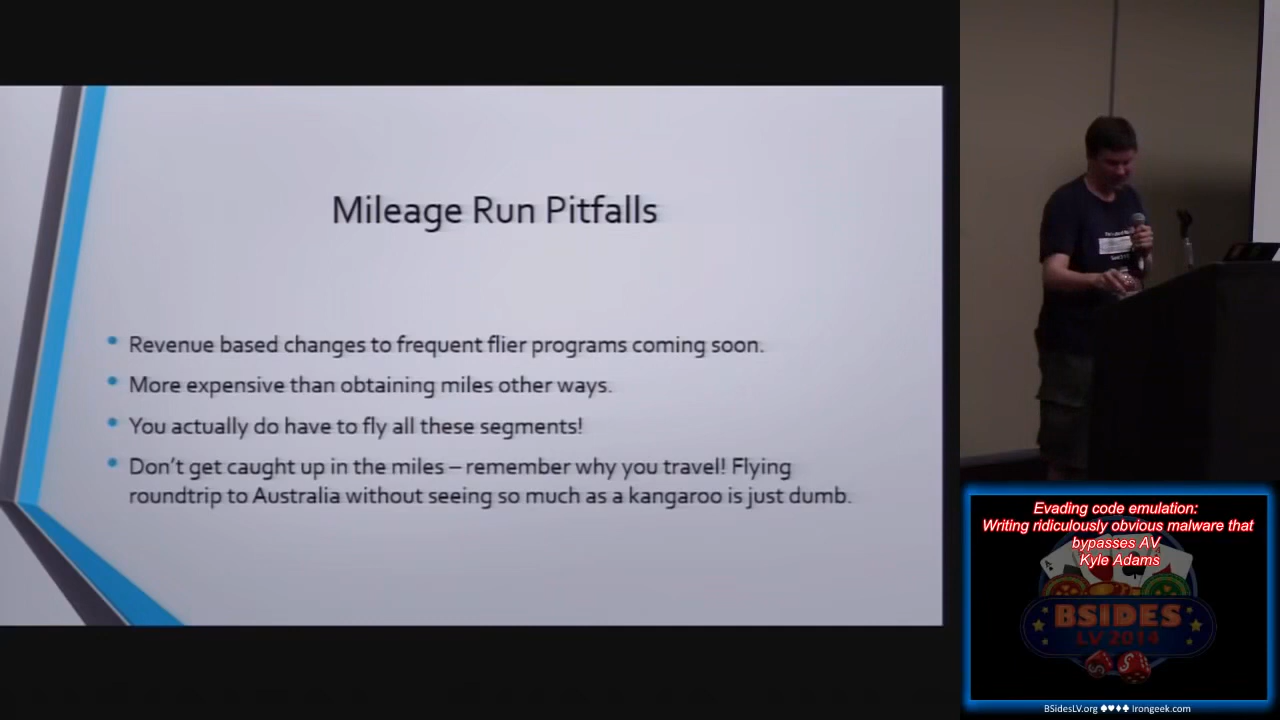 Mileage Run Pitfalls
• Revenue based changes to frequent flier programs coming soon.
• More expensive than obtaining miles other ways.
• You actually do have to fly all these segments!
• Don't get caught up in the miles – remember why you travel! Flying
roundtrip to Australia without seeing so much as a kangaroo is just dumb.
Evading code emulation:
Writing ridiculously obvious malware that
bypasses AV
Kyle Adams
BSIDES
LV 2014
BSidesLV.org ♠♥♦♣ Irongeek.com